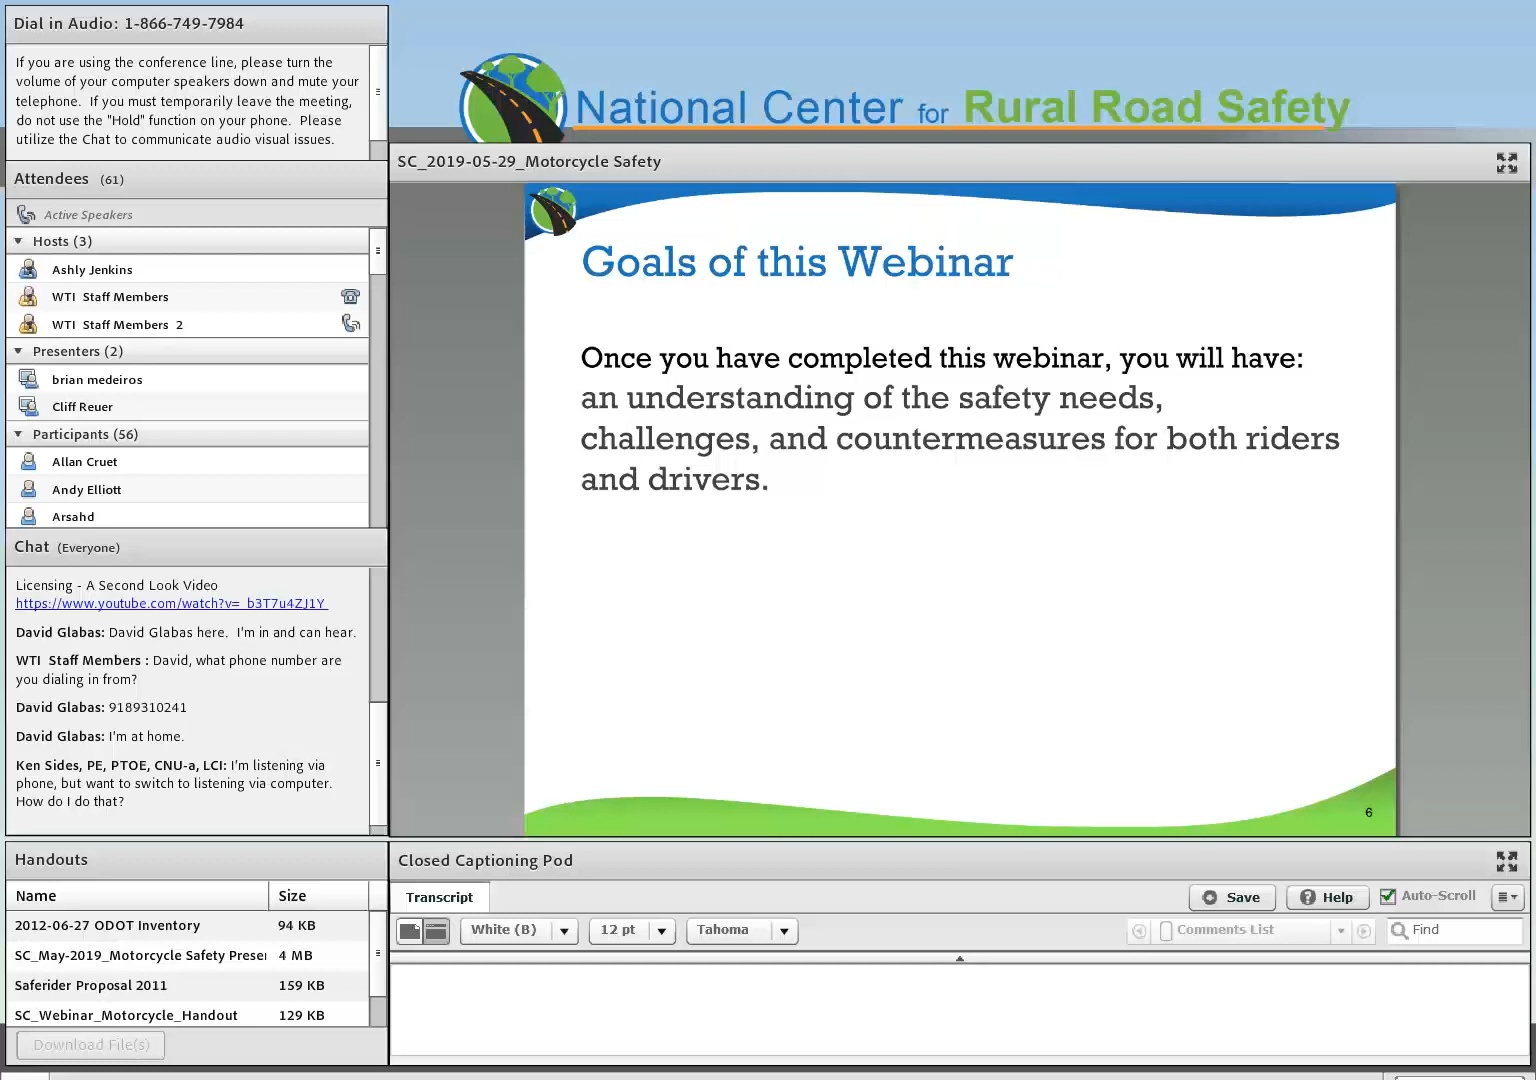 Dial in Audio: 1-866-749-7984
If you are using the conference line, please turn the
volume of your computer speakers down and mute your
telephone.  If you must temporarily leave the meeting,
do not use the "Hold" function on your phone.  Please
utilize the Chat to communicate audio visual issues.
Attendees (61)
Active Speakers
Hosts (3)
Ashly Jenkins
WTI  Staff Members
WTI  Staff Members  2
Presenters (2)
brian medeiros
Cliff Reuer
Participants (56)
Allan Cruet
Andy Elliott
Arsahd
Chat (Everyone)
Licensing - A Second Look Video
https://www.youtube.com/watch?v=_b3T7u4ZJ1Y
David Glabas: David Glabas here.  I'm in and can hear.
WTI  Staff Members : David, what phone number are
you dialing in from?
David Glabas: 9189310241
David Glabas: I'm at home.
Ken Sides, PE, PTOE, CNU-a, LCI: I'm listening via
phone, but want to switch to listening via computer.
How do I do that?
Handouts
Name Size
2012-06-27 ODOT Inventory 94 KB
SC_May-2019_Motorcycle Safety Preser 4 MB
Saferider Proposal 2011 159 KB
SC_Webinar_Motorcycle_Handout 129 KB
Download File(s)
National Center for Rural Road Safety
SC_2019-05-29_Motorcycle Safety
Goals of this Webinar
Once you have completed this webinar, you will have:
an understanding of the safety needs,
challenges, and countermeasures for both riders
and drivers.
6
Closed Captioning Pod
Transcript Save Help Auto-Scroll
White (B) 12 pt Tahoma Comments List Find